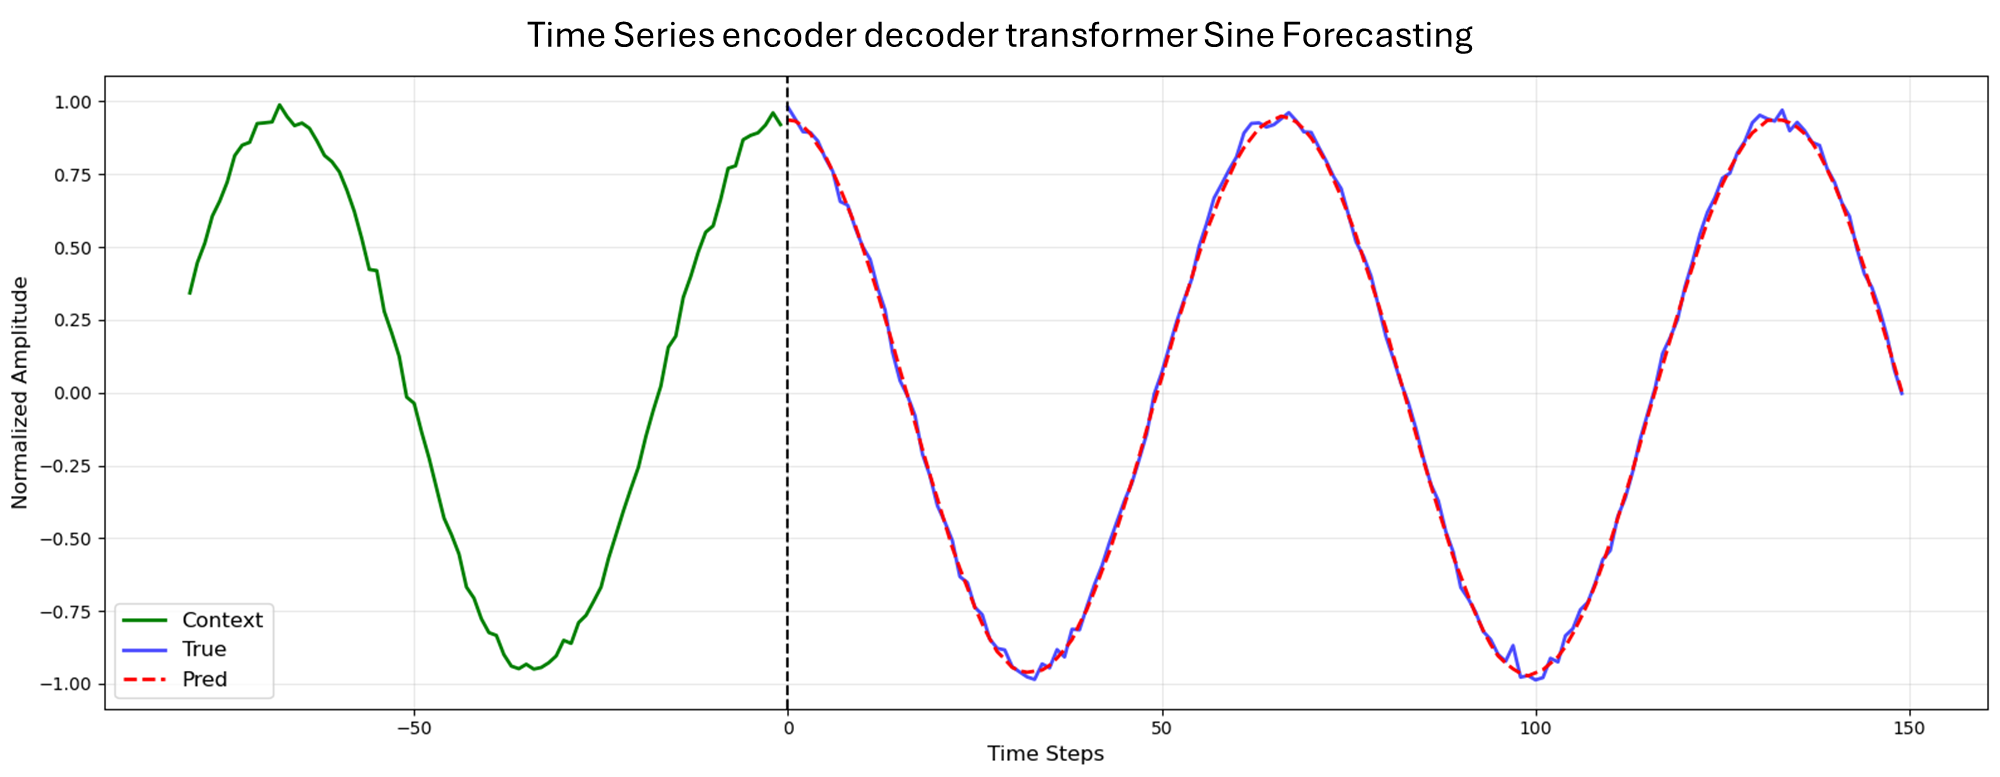 Time Series encoder decoder transformer Sine Forecasting
1.00
0.75
0.50
0.25
0.00
−0.25
−0.50
−0.75
−1.00
Normalized Amplitude
Context
True
Pred
−50 0 50 100 150
Time Steps